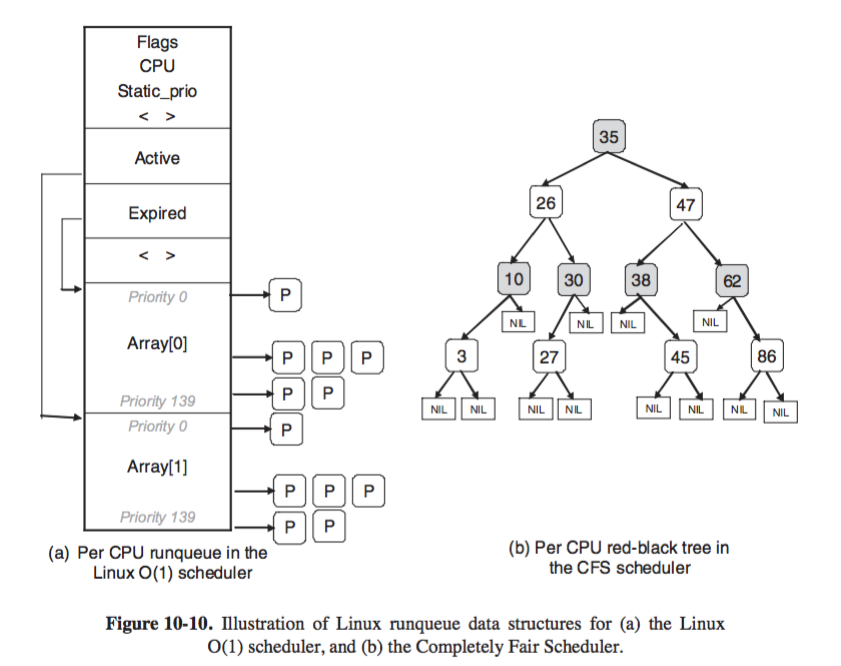 Flags
CPU
Static_prio
< >
Active
Expired
< >
Priority 0
P
Array[0]
P P P
Priority 139
P P
Priority 0
P
Array[1]
P P P
Priority 139
P P
(a) Per CPU runqueue in the
Linux O(1) scheduler
35
26 47
10 30 38 62
NIL NIL NIL NIL
3 27 45 86
NIL NIL NIL NIL NIL NIL NIL NIL
(b) Per CPU red-black tree in
the CFS scheduler
Figure 10-10. Illustration of Linux runqueue data structures for (a) the Linux
O(1) scheduler, and (b) the Completely Fair Scheduler.